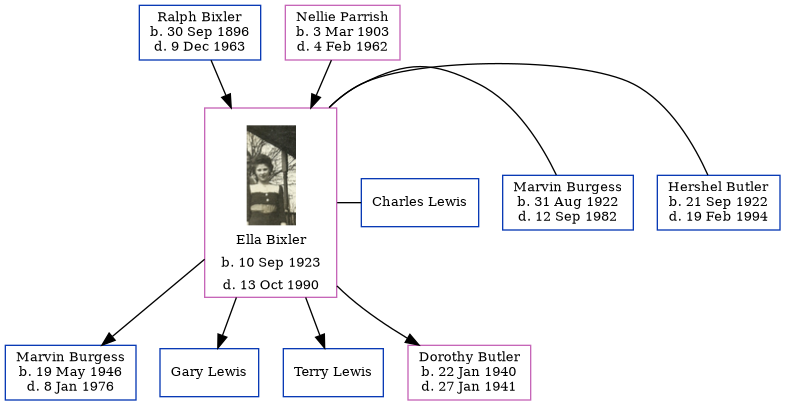 Ralph Bixler
b. 30 Sep 1896
d. 9 Dec 1963
Nellie Parrish
b. 3 Mar 1903
d. 4 Feb 1962
Ella Bixler
b. 10 Sep 1923
d. 13 Oct 1990
Charles Lewis
Marvin Burgess
b. 31 Aug 1922
d. 12 Sep 1982
Hershel Butler
b. 21 Sep 1922
d. 19 Feb 1994
Marvin Burgess
b. 19 May 1946
d. 8 Jan 1976
Gary Lewis
Terry Lewis
Dorothy Butler
b. 22 Jan 1940
d. 27 Jan 1941